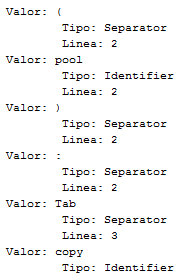 Valor: (
Tipo: Separator
Linea: 2
Valor: pool
Tipo: Identifier
Linea: 2
Valor: )
Tipo: Separator
Linea: 2
Valor: :
Tipo: Separator
Linea: 2
Valor: Tab
Tipo: Separator
Linea: 3
Valor: copy
Tipo: Identifier